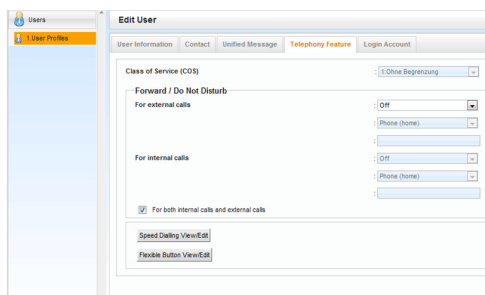 Users
1.User Profiles
Edit User
User Information Contact Unified Message Telephony Feature Login Account
Class of Service (COS) : 1:Ohne Begrenzung
Forward / Do Not Disturb
For external calls : Off
: Phone (home)
:
For internal calls : Off
: Phone (home)
:
For both internal calls and external calls
Speed Dialling View/Edit
Flexible Button View/Edit